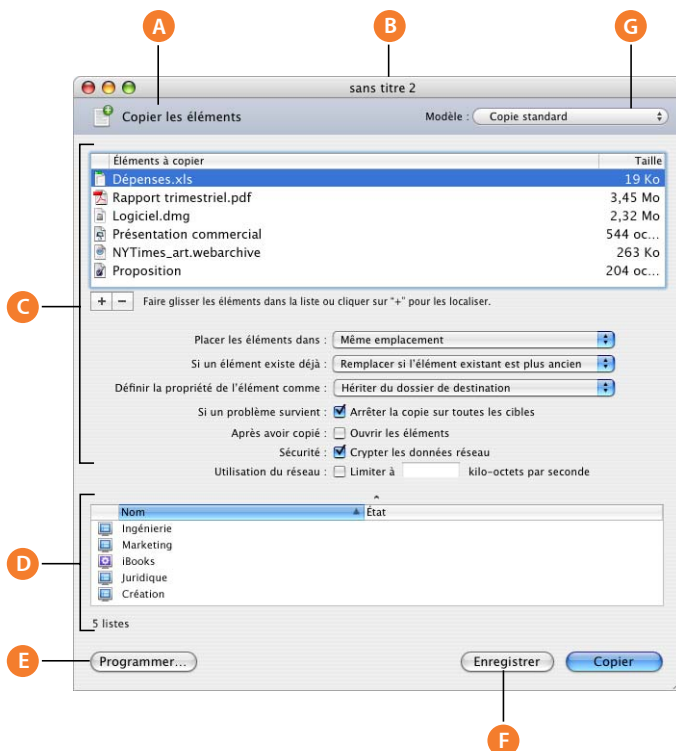 A B G
sans titre 2
Copier les éléments Modèle : Copie standard
Éléments à copier Taille
Dépenses.xls 19 Ko
Rapport trimestriel.pdf 3,45 Mo
Logiciel.dmg 2,32 Mo
Présentation commercial 544 oc...
NYTimes_art.webarchive 263 Ko
Proposition 204 oc...
C
+ − Faire glisser les éléments dans la liste ou cliquer sur "+" pour les localiser.
Placer les éléments dans : Même emplacement
Si un élément existe déjà : Remplacer si l'élément existant est plus ancien
Définir la propriété de l'élément comme : Hériter du dossier de destination
Si un problème survient : Arrêter la copie sur toutes les cibles
Après avoir copié : Ouvrir les éléments
Sécurité : Crypter les données réseau
Utilisation du réseau : Limiter à kilo-octets par seconde
Nom État
Ingénierie
Marketing
D iBooks
Juridique
Création
5 listes
E Programmer... Enregistrer Copier
F